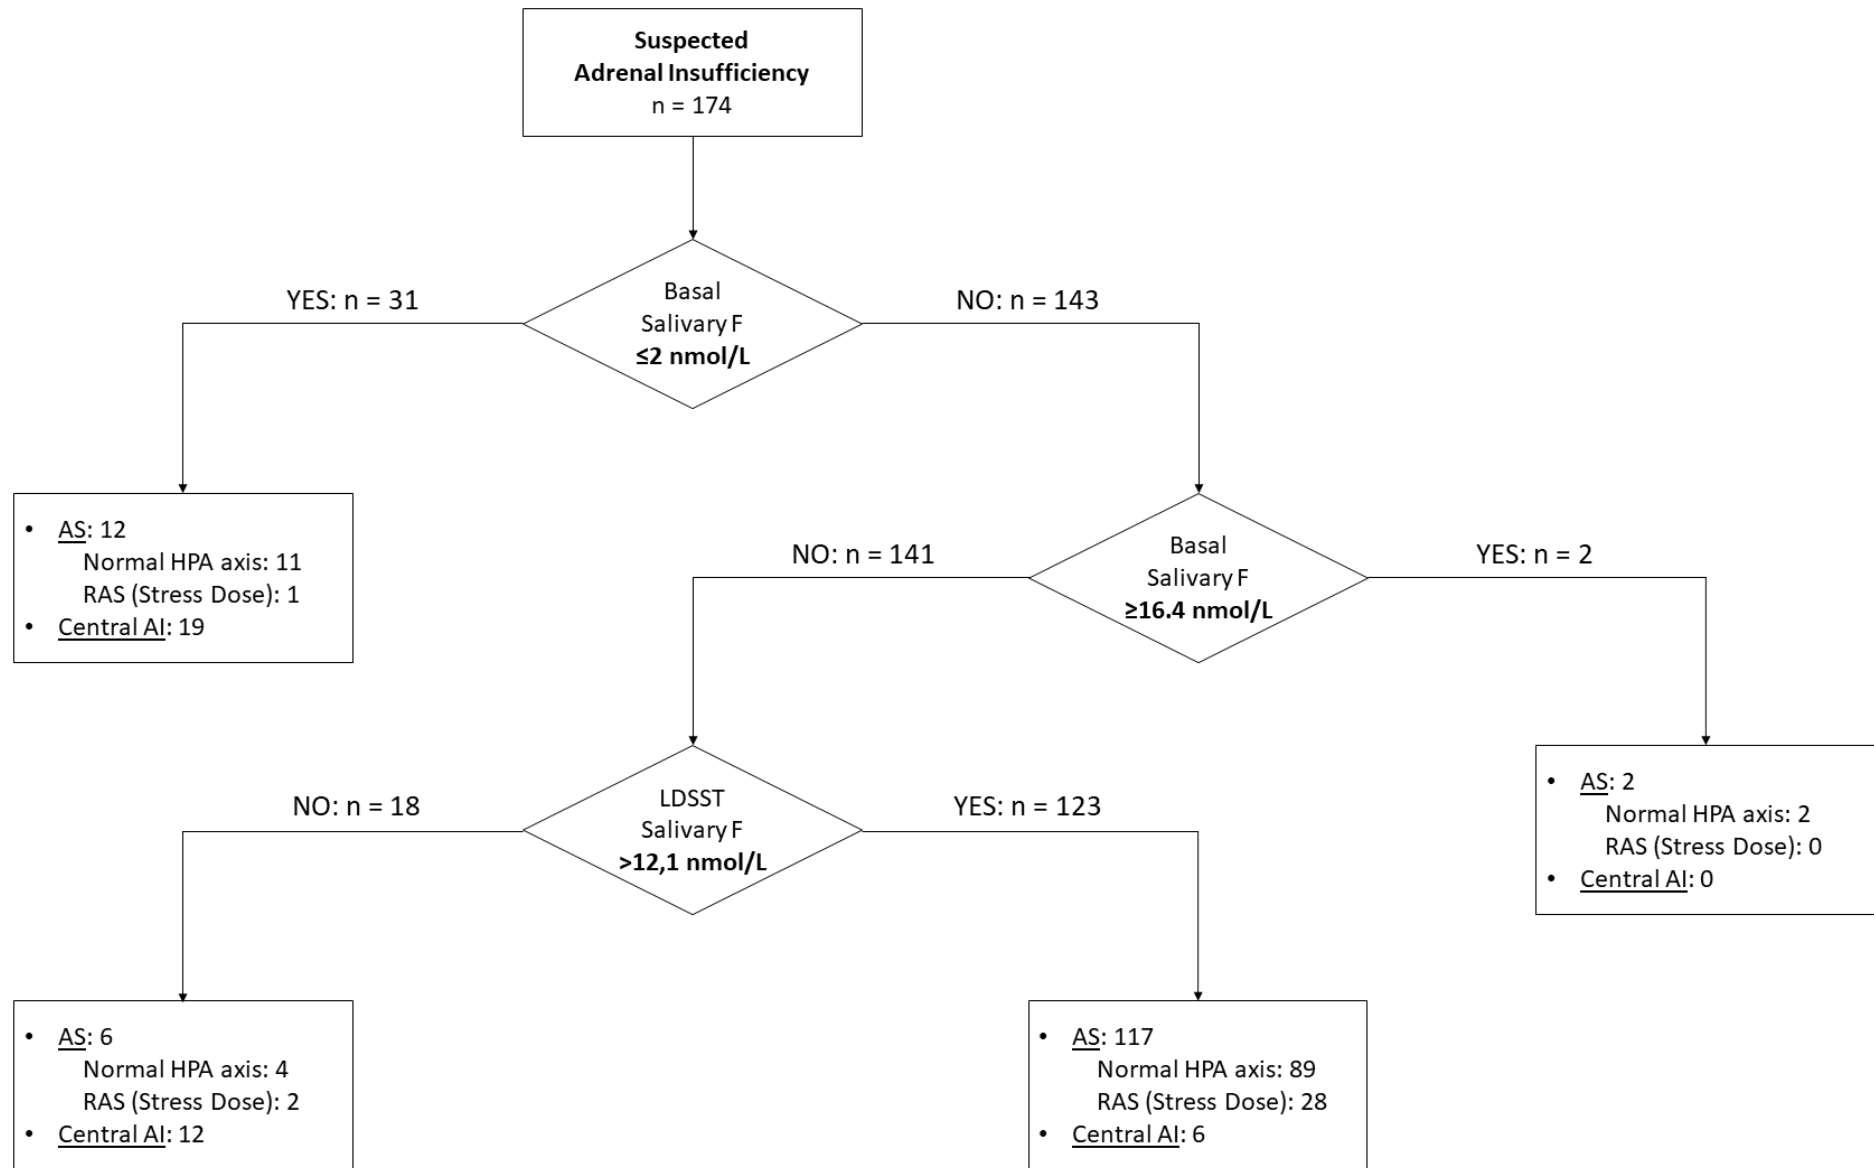 Suspected
Adrenal Insufficiency
n = 174
YES: n = 31
Basal
Salivary F
≤2 nmol/L
NO: n = 143
• AS: 12
Normal HPA axis: 11
RAS (Stress Dose): 1
• Central AI: 19
NO: n = 141
Basal
Salivary F
≥16.4 nmol/L
YES: n = 2
NO: n = 18
LDSST
Salivary F
>12,1 nmol/L
YES: n = 123
• AS: 2
Normal HPA axis: 2
RAS (Stress Dose): 0
• Central AI: 0
• AS: 6
Normal HPA axis: 4
RAS (Stress Dose): 2
• Central AI: 12
• AS: 117
Normal HPA axis: 89
RAS (Stress Dose): 28
• Central AI: 6